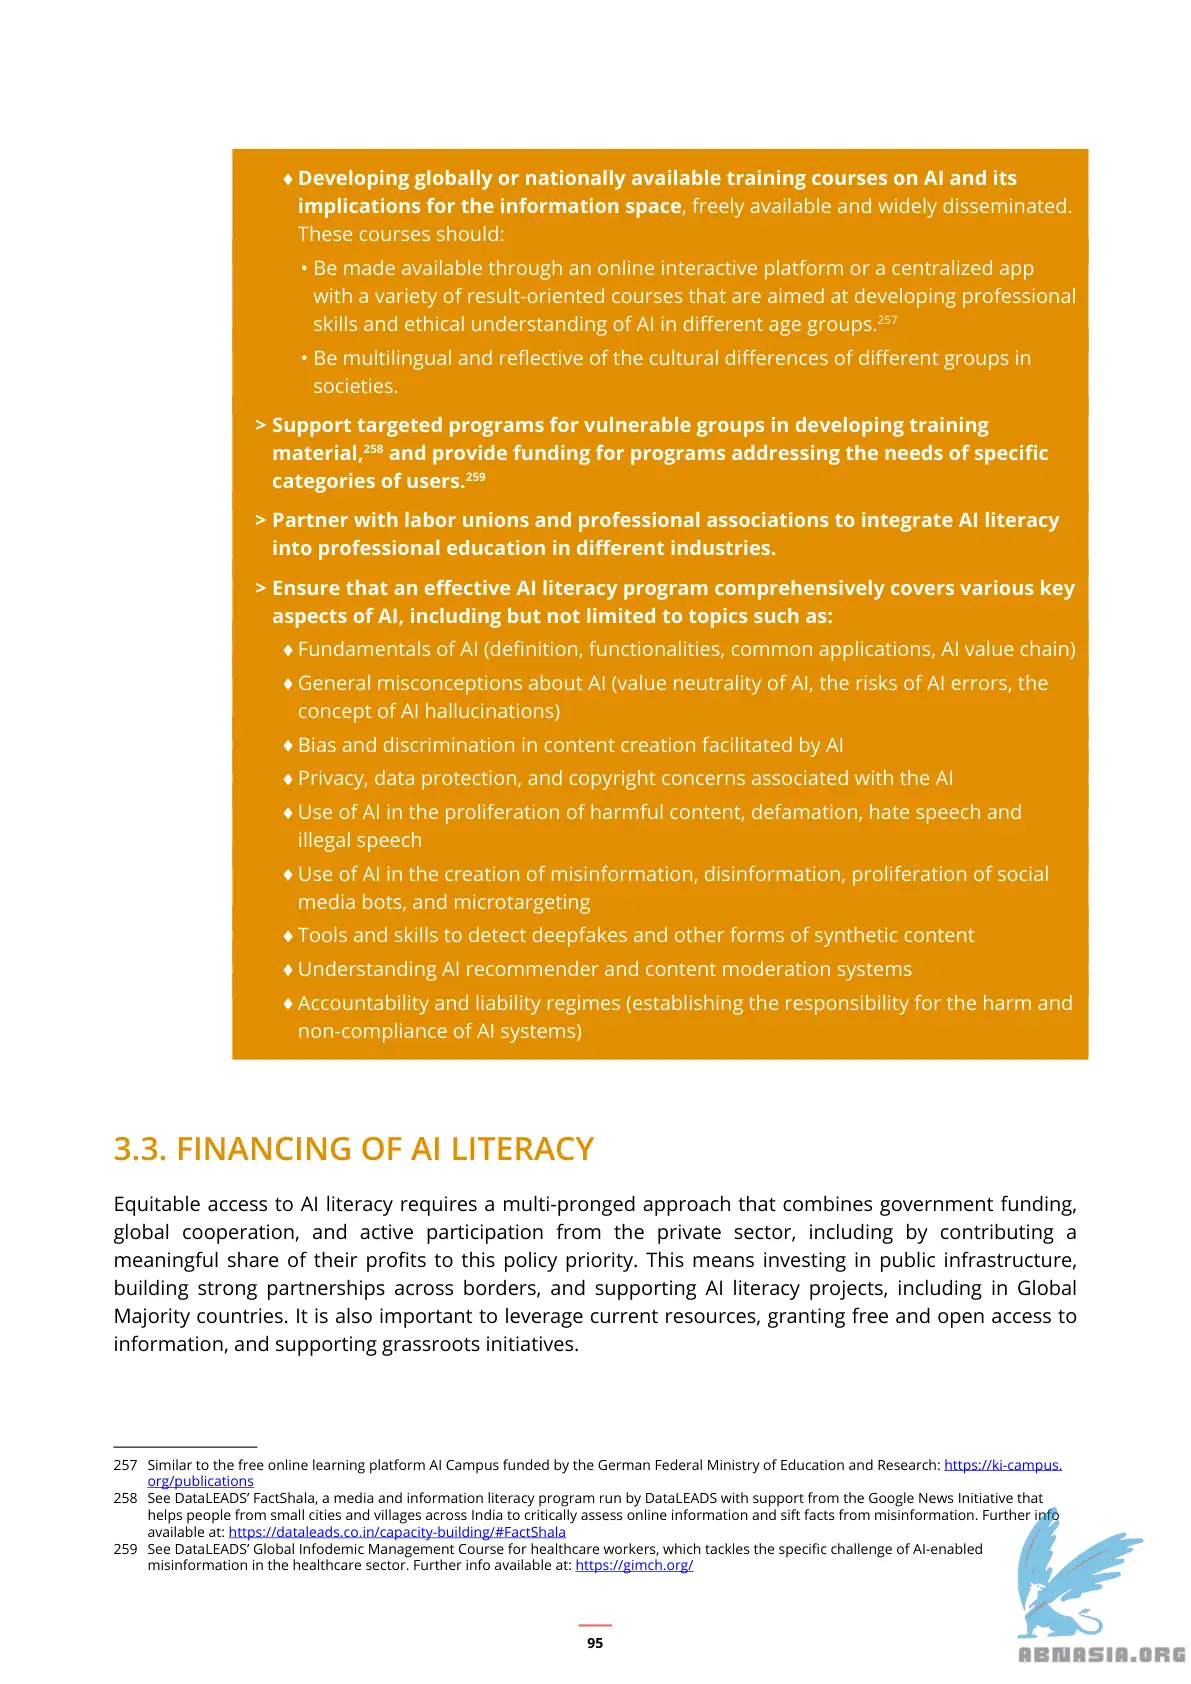 ♦ Developing globally or nationally available training courses on AI and its
implications for the information space, freely available and widely disseminated.
These courses should:
• Be made available through an online interactive platform or a centralized app
with a variety of result-oriented courses that are aimed at developing professional
skills and ethical understanding of AI in different age groups.257
• Be multilingual and reflective of the cultural differences of different groups in
societies.
> Support targeted programs for vulnerable groups in developing training
material,258 and provide funding for programs addressing the needs of specific
categories of users.259
> Partner with labor unions and professional associations to integrate AI literacy
into professional education in different industries.
> Ensure that an effective AI literacy program comprehensively covers various key
aspects of AI, including but not limited to topics such as:
♦ Fundamentals of AI (definition, functionalities, common applications, AI value chain)
♦ General misconceptions about AI (value neutrality of AI, the risks of AI errors, the
concept of AI hallucinations)
♦ Bias and discrimination in content creation facilitated by AI
♦ Privacy, data protection, and copyright concerns associated with the AI
♦ Use of AI in the proliferation of harmful content, defamation, hate speech and
illegal speech
♦ Use of AI in the creation of misinformation, disinformation, proliferation of social
media bots, and microtargeting
♦ Tools and skills to detect deepfakes and other forms of synthetic content
♦ Understanding AI recommender and content moderation systems
♦ Accountability and liability regimes (establishing the responsibility for the harm and
non-compliance of AI systems)
3.3. FINANCING OF AI LITERACY
Equitable access to AI literacy requires a multi-pronged approach that combines government funding,
global cooperation, and active participation from the private sector, including by contributing a
meaningful share of their profits to this policy priority. This means investing in public infrastructure,
building strong partnerships across borders, and supporting AI literacy projects, including in Global
Majority countries. It is also important to leverage current resources, granting free and open access to
information, and supporting grassroots initiatives.
257 Similar to the free online learning platform AI Campus funded by the German Federal Ministry of Education and Research: https://ki-campus.
org/publications
258 See DataLEADS’ FactShala, a media and information literacy program run by DataLEADS with support from the Google News Initiative that
helps people from small cities and villages across India to critically assess online information and sift facts from misinformation. Further info
available at: https://dataleads.co.in/capacity-building/#FactShala
259 See DataLEADS’ Global Infodemic Management Course for healthcare workers, which tackles the specific challenge of AI-enabled
misinformation in the healthcare sector. Further info available at: https://gimch.org/
95
ABNASIA.ORG